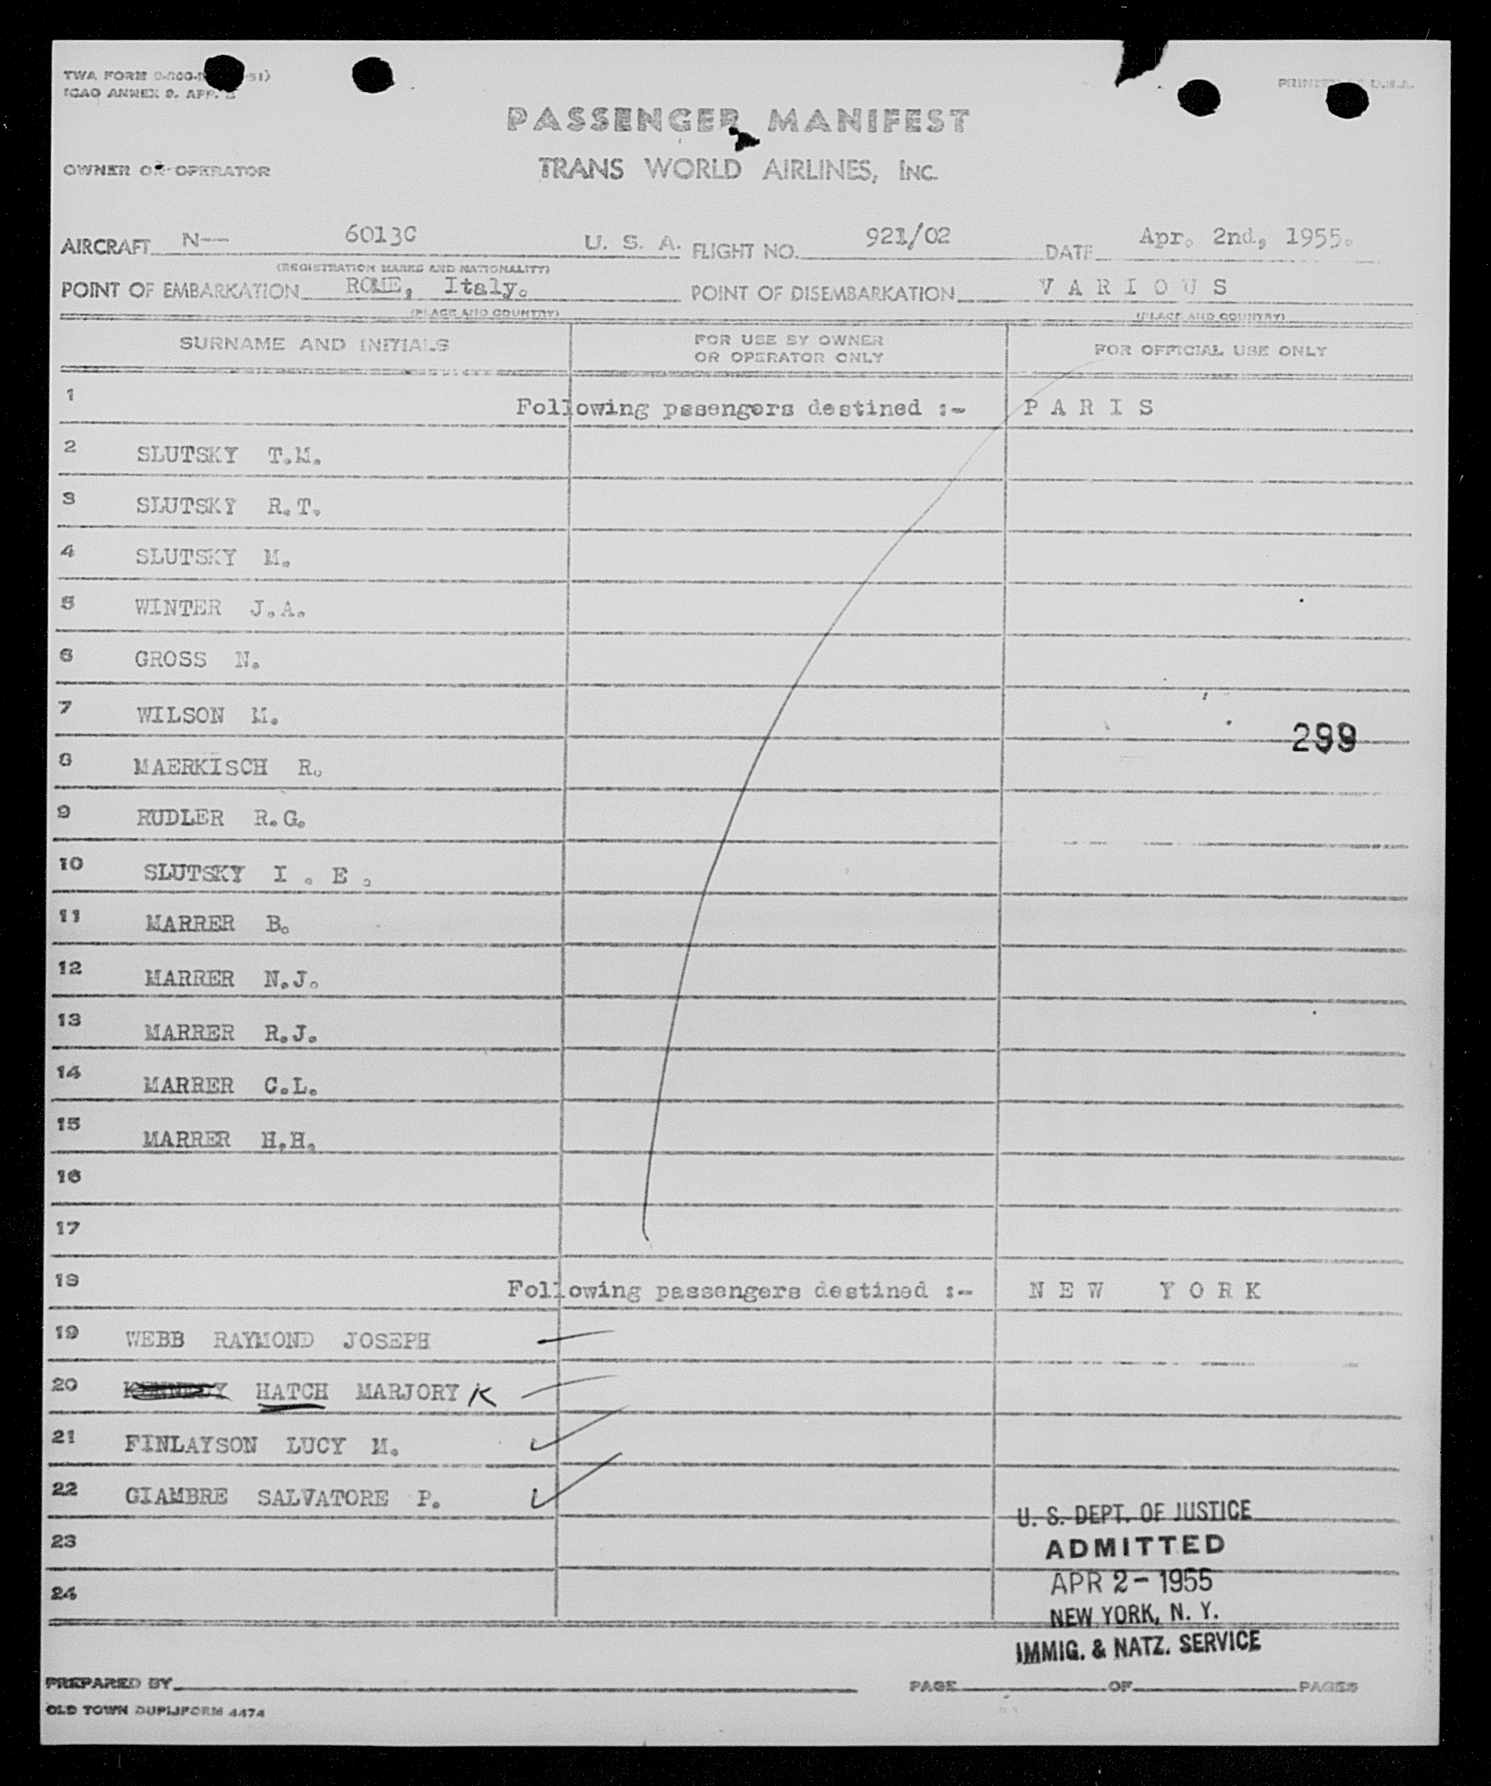 TWA FORM
ICAO ANNEX 9. APP.
PRINTED U.S.A.
PASSENGER MANIFEST
OWNER OR OPERATOR
TRANS WORLD AIRLINES, INC.
AIRCRAFT N-- 6013C U. S. A. FLIGHT NO. 921/02 DATE Apr. 2nd, 1955.
(REGISTRATION MARKS AND NATIONALITY)
POINT OF EMBARKATION ROME, Italy. POINT OF DISEMBARKATION V A R I O U S
(PLACE AND COUNTRY) (PLACE AND COUNTRY)
SURNAME AND INITIALS FOR USE BY OWNER OR OPERATOR ONLY FOR OFFICIAL USE ONLY
1 Following passengers destined :- P A R I S
2 SLUTSKY T.M.
3 SLUTSKY R.T.
4 SLUTSKY M.
5 WINTER J.A.
6 GROSS N.
7 WILSON M.
299
8 MAERKISCH R.
9 RUDLER R.G.
10 SLUTSKY I . E .
11 MARRER B.
12 MARRER N.J.
13 MARRER R.J.
14 MARRER C.L.
15 MARRER H.H.
16
17
18 Following passengers destined :- N E W Y O R K
19 WEBB RAYMOND JOSEPH
20 KENNEDY HATCH MARJORY K
21 FINLAYSON LUCY M.
22 GIAMBRE SALVATORE P.
23
24
U. S. DEPT. OF JUSTICE
ADMITTED
APR 2 - 1955
NEW YORK, N. Y.
IMMIG. & NATZ. SERVICE
PREPARED BY PAGE OF PAGES
OLD TOWN DUPLIFORM 4474